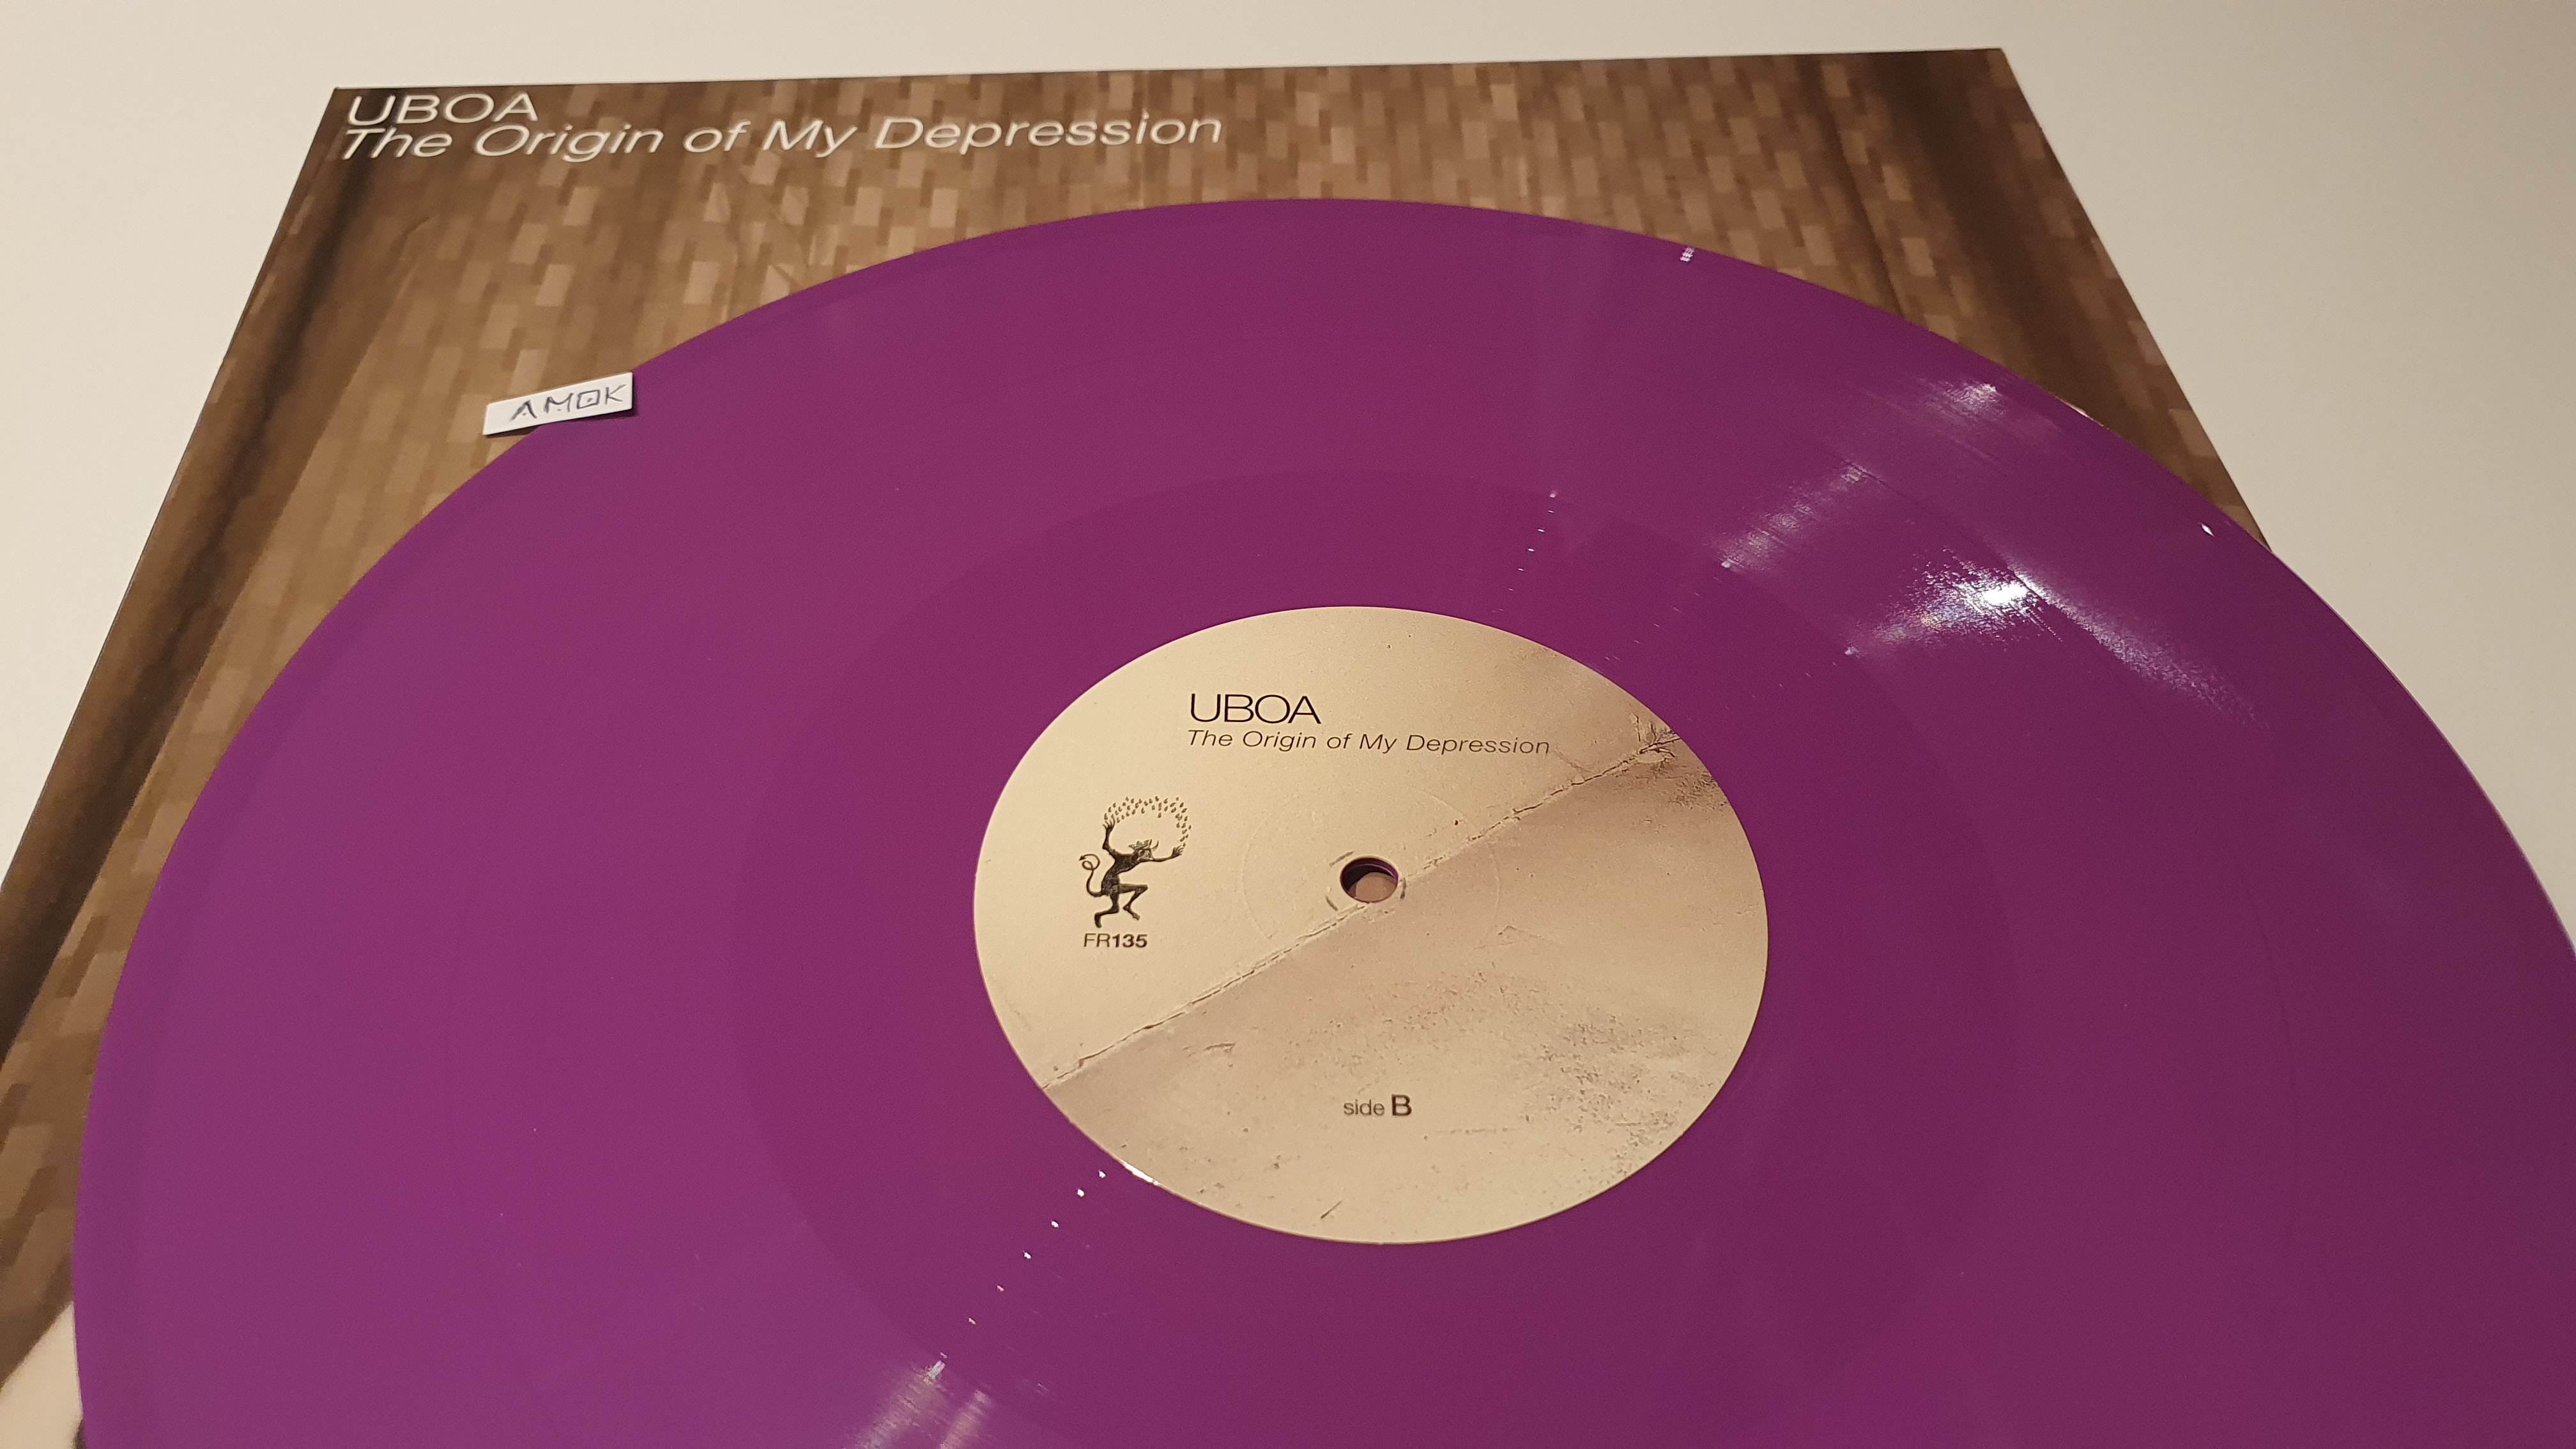 UBOA
The Origin of My Depression
AMOK
UBOA
The Origin of My Depression
FR135
side B